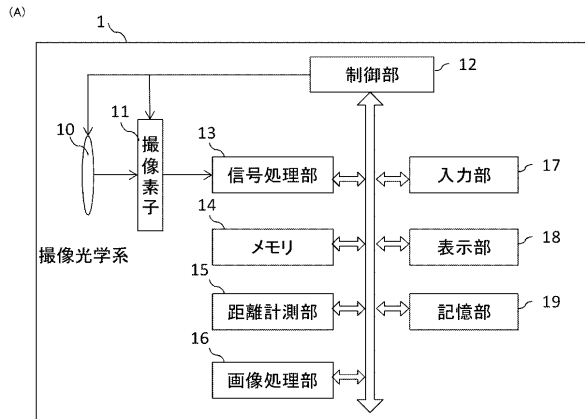 (A)
1
制御部
12
10
11
撮像素子
13
信号処理部
入力部
17
14
メモリ
表示部
18
撮像光学系
15
距離計測部
記憶部
19
16
画像処理部